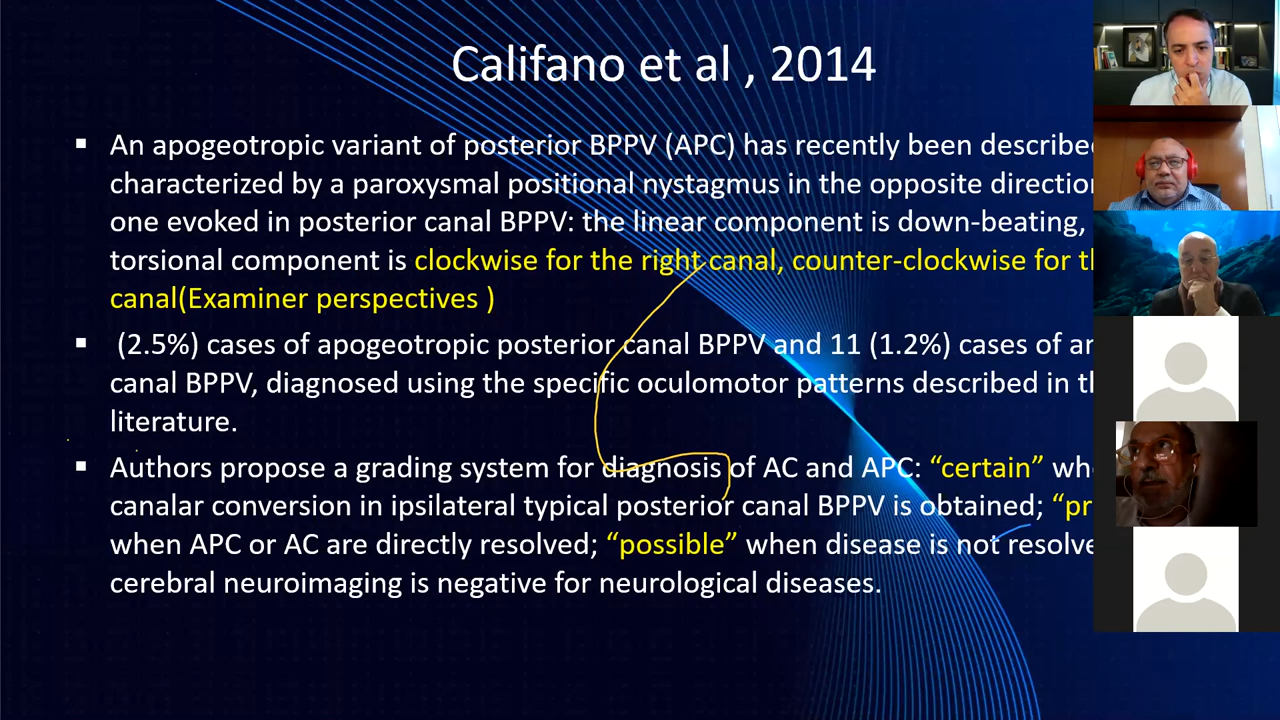 Califano et al , 2014
▪ An apogeotropic variant of posterior BPPV (APC) has recently been
characterized by a paroxysmal positional nystagmus in the opposite
one evoked in posterior canal BPPV: the linear component is down-beating,
torsional component is clockwise for the right canal, counter-clockwise for
canal(Examiner perspectives )
▪ (2.5%) cases of apogeotropic posterior canal BPPV and 11 (1.2%) cases of
canal BPPV, diagnosed using the specific oculomotor patterns described in
literature.
▪ Authors propose a grading system for diagnosis of AC and APC: “certain”
canalar conversion in ipsilateral typical posterior canal BPPV is obtained;
when APC or AC are directly resolved; “possible” when disease is not
cerebral neuroimaging is negative for neurological diseases.